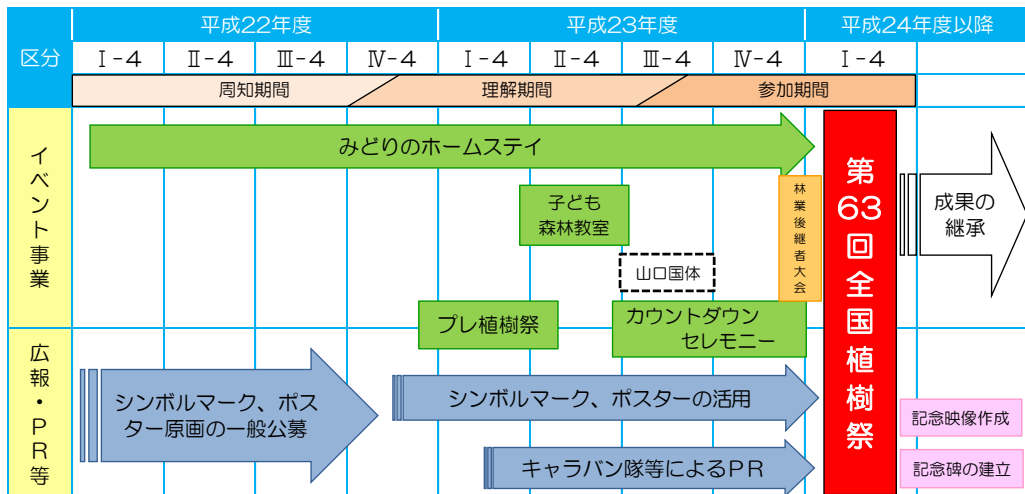 区分
平成22年度
平成23年度
平成24年度以降
Ⅰ-4
Ⅱ-4
Ⅲ-4
Ⅳ-4
Ⅰ-4
Ⅱ-4
Ⅲ-4
Ⅳ-4
Ⅰ-4
周知期間
理解期間
参加期間
イベント事業
みどりのホームステイ
子ども
森林教室
山口国体
林業後継者大会
プレ植樹祭
カウントダウン
セレモニー
第63回全国植樹祭
成果の
継承
広報・PR等
シンボルマーク、ポス
ター原画の一般公募
シンボルマーク、ポスターの活用
キャラバン隊等によるPR
記念映像作成
記念碑の建立